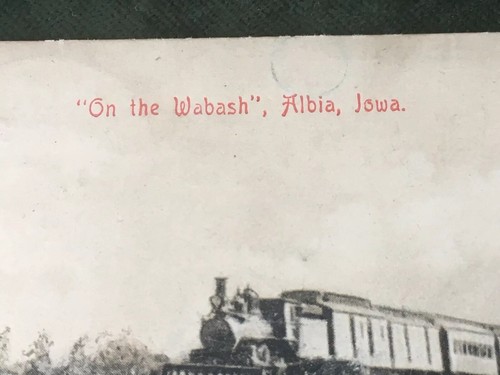 "On the Wabash", Albia, Iowa.